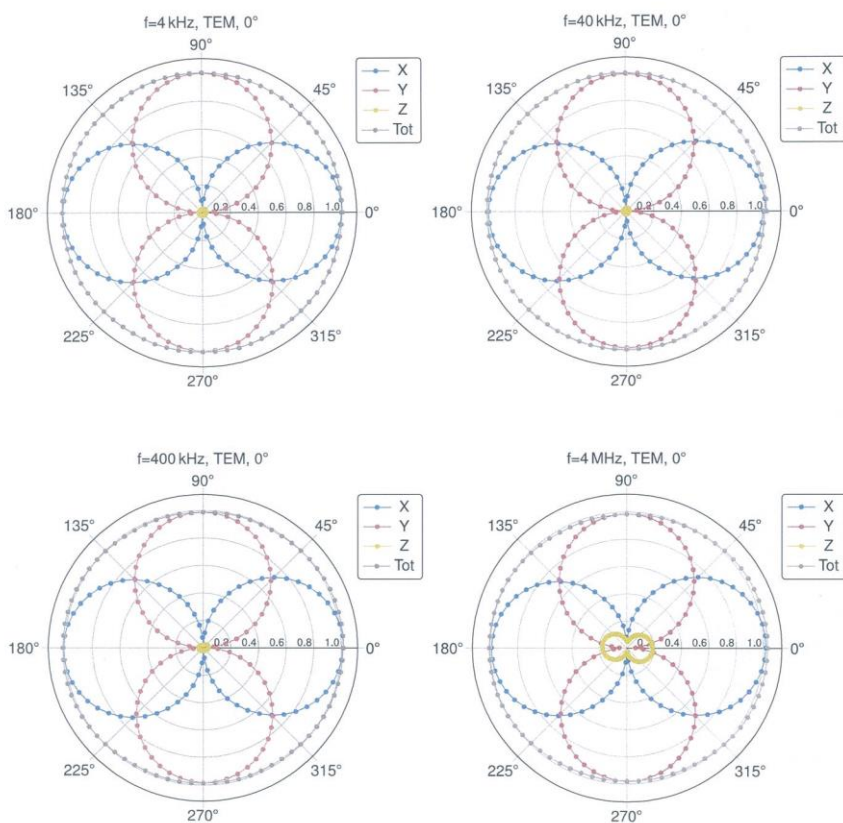 f=4 kHz, TEM, 0°
90°
135°
45°
180°
0.2 0.4 0.6 0.8 1.0
0°
225°
315°
270°
X
Y
Z
Tot
f=40 kHz, TEM, 0°
90°
135°
45°
180°
0.2 0.4 0.6 0.8 1.0
0°
225°
315°
270°
X
Y
Z
Tot
f=400 kHz, TEM, 0°
90°
135°
45°
180°
0.2 0.4 0.6 0.8 1.0
0°
225°
315°
270°
X
Y
Z
Tot
f=4 MHz, TEM, 0°
90°
135°
45°
180°
0.4 0.6 0.8 1.0
0°
225°
315°
270°
X
Y
Z
Tot